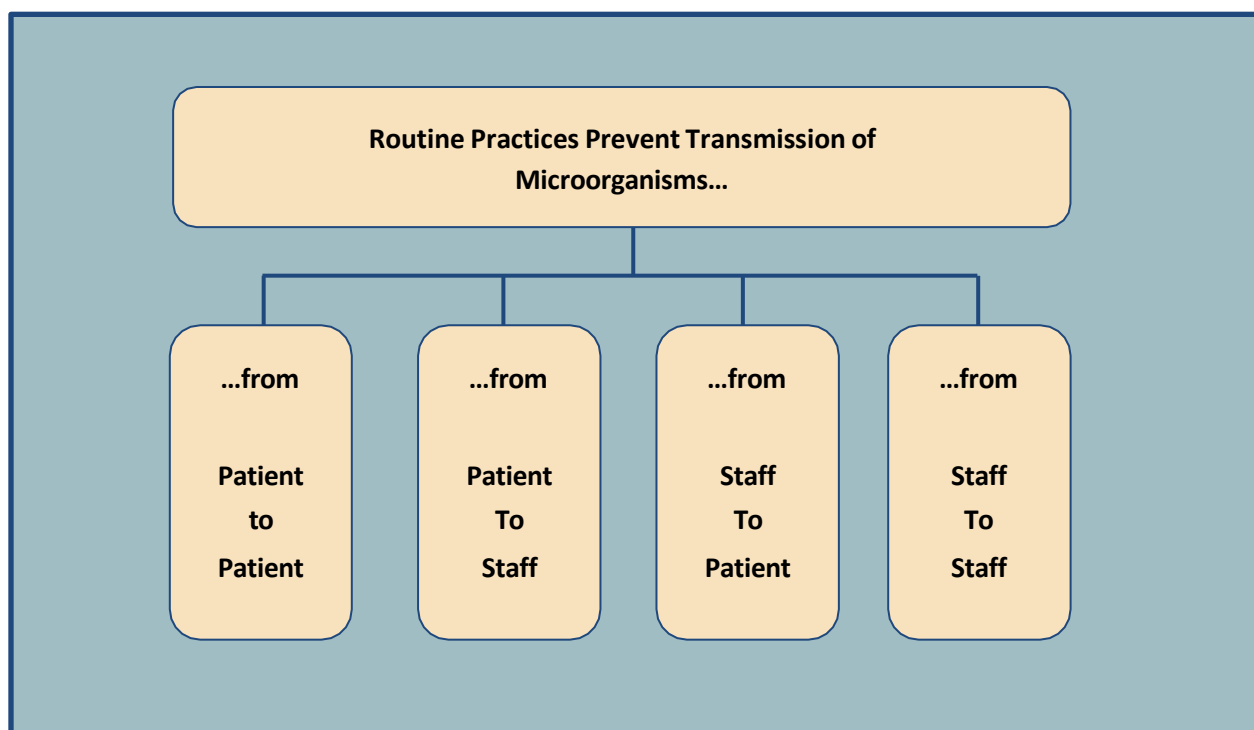 Routine Practices Prevent Transmission of
Microorganisms…
…from
Patient
to
Patient
…from
Patient
To
Staff
…from
Staff
To
Patient
…from
Staff
To
Staff